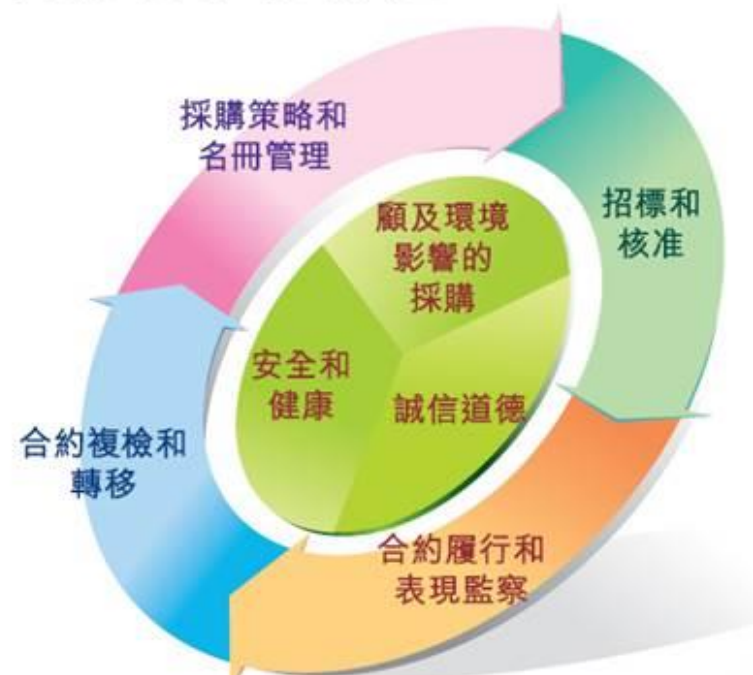 採購策略和
名冊管理
招標和
核准
顧及環境
影響的
採購
安全和
健康
誠信道德
合約複檢和
轉移
合約履行和
表現監察